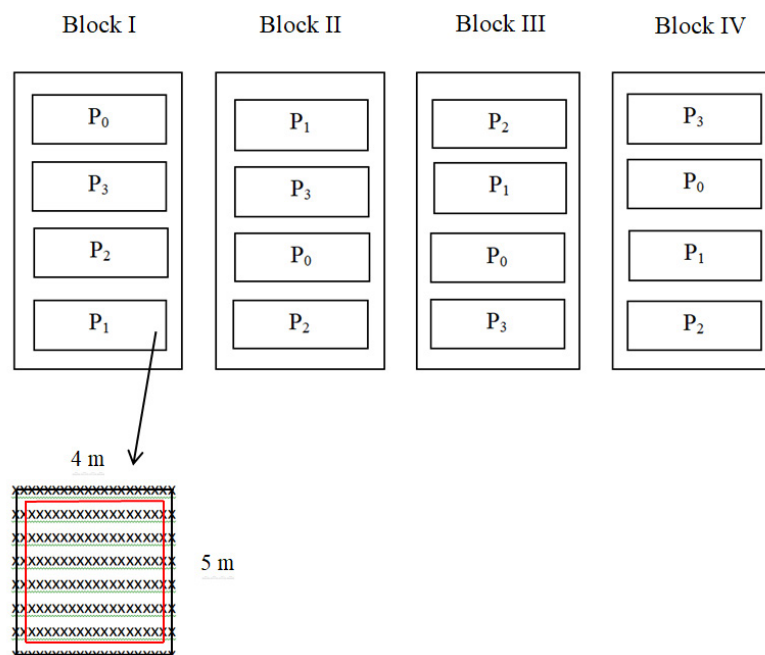 Block I Block II Block III Block IV
P₀ P₁ P₂ P₃
P₃ P₃ P₁ P₀
P₂ P₀ P₀ P₁
P₁ P₂ P₃ P₂
4 m
5 m